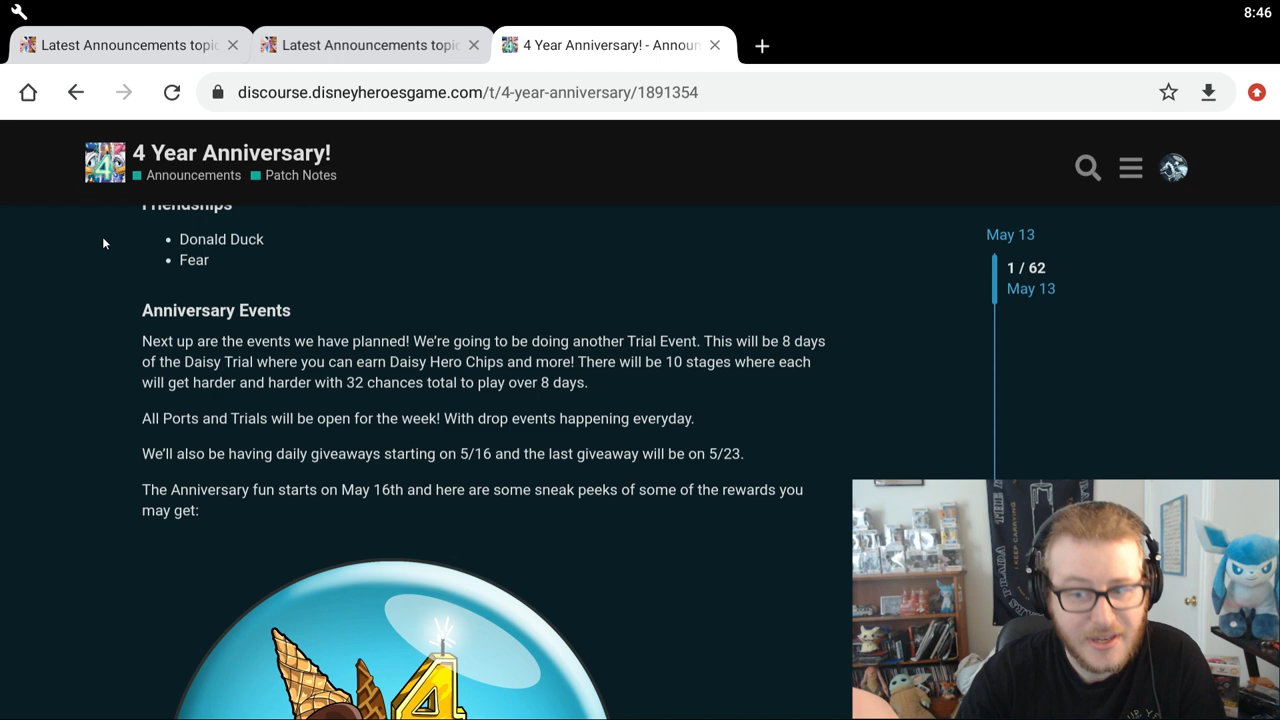 8:46
Latest Announcements topic
Latest Announcements topic
4 Year Anniversary! - Announ
discourse.disneyheroesgame.com/t/4-year-anniversary/1891354
4 Year Anniversary!
Announcements Patch Notes
Friendships
Donald Duck
Fear
May 13
1 / 62
May 13
Anniversary Events
Next up are the events we have planned! We're going to be doing another Trial Event. This will be 8 days
of the Daisy Trial where you can earn Daisy Hero Chips and more! There will be 10 stages where each
will get harder and harder with 32 chances total to play over 8 days.
All Ports and Trials will be open for the week! With drop events happening everyday.
We'll also be having daily giveaways starting on 5/16 and the last giveaway will be on 5/23.
The Anniversary fun starts on May 16th and here are some sneak peeks of some of the rewards you
may get:
4
4
I KEEP CARRYING